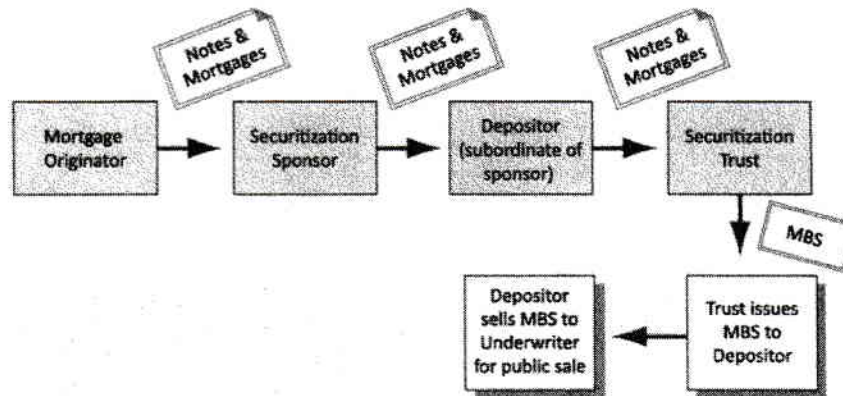 Notes &
Mortgages
Notes &
Mortgages
Notes &
Mortgages
Mortgage
Originator
Securitization
Sponsor
Depositor
(subordinate of
sponsor)
Securitization
Trust
MBS
Depositor
sells MBS to
Underwriter
for public sale
Trust issues
MBS to
Depositor